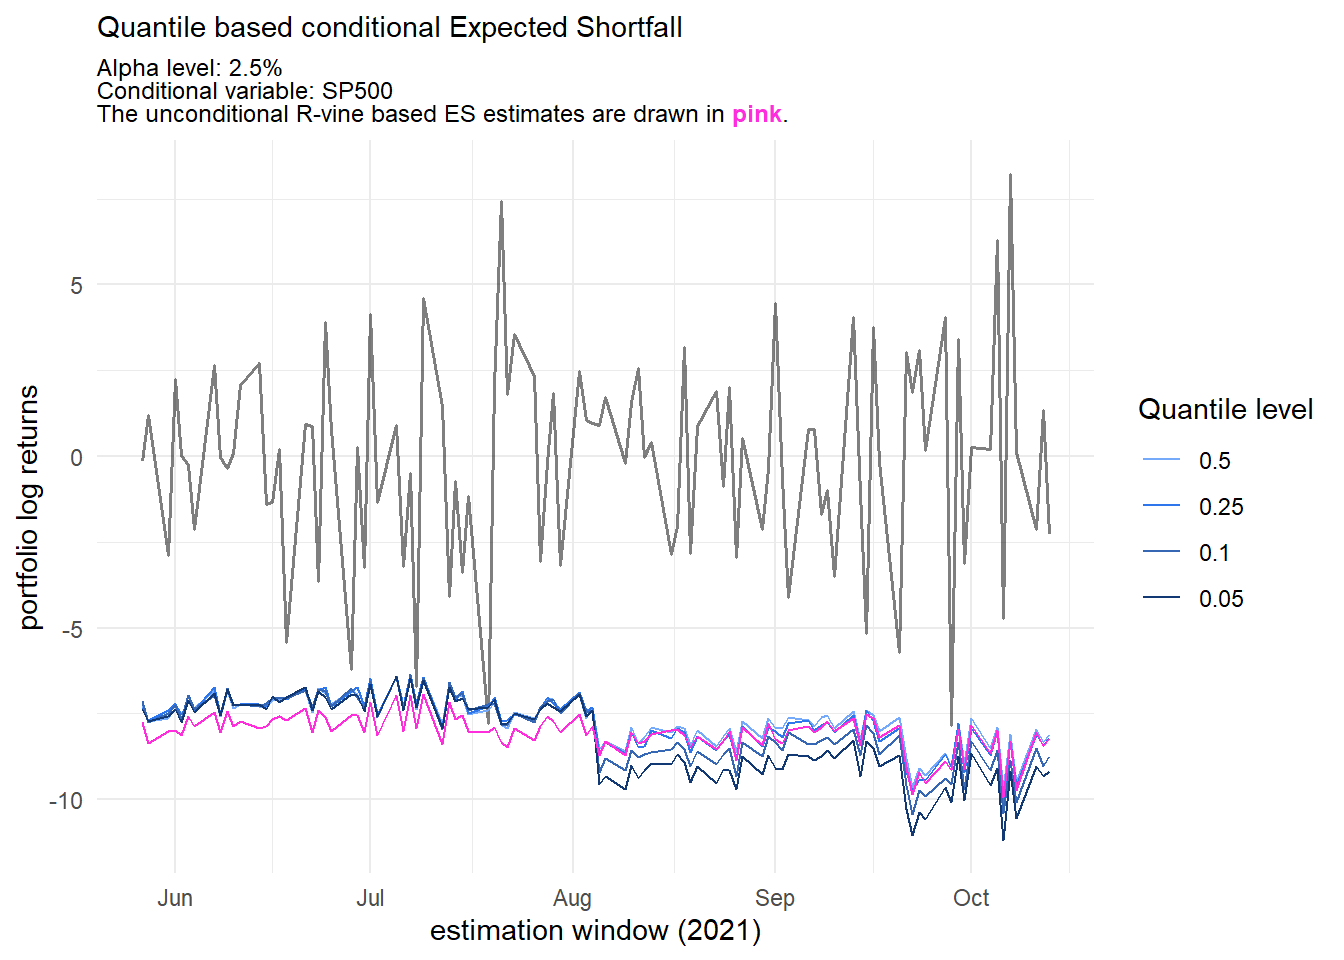 Quantile based conditional Expected Shortfall
Alpha level: 2.5%
Conditional variable: SP500
The unconditional R-vine based ES estimates are drawn in pink.
portfolio log returns
5
0
-5
-10
Jun Jul Aug Sep Oct
estimation window (2021)
Quantile level
0.5
0.25
0.1
0.05